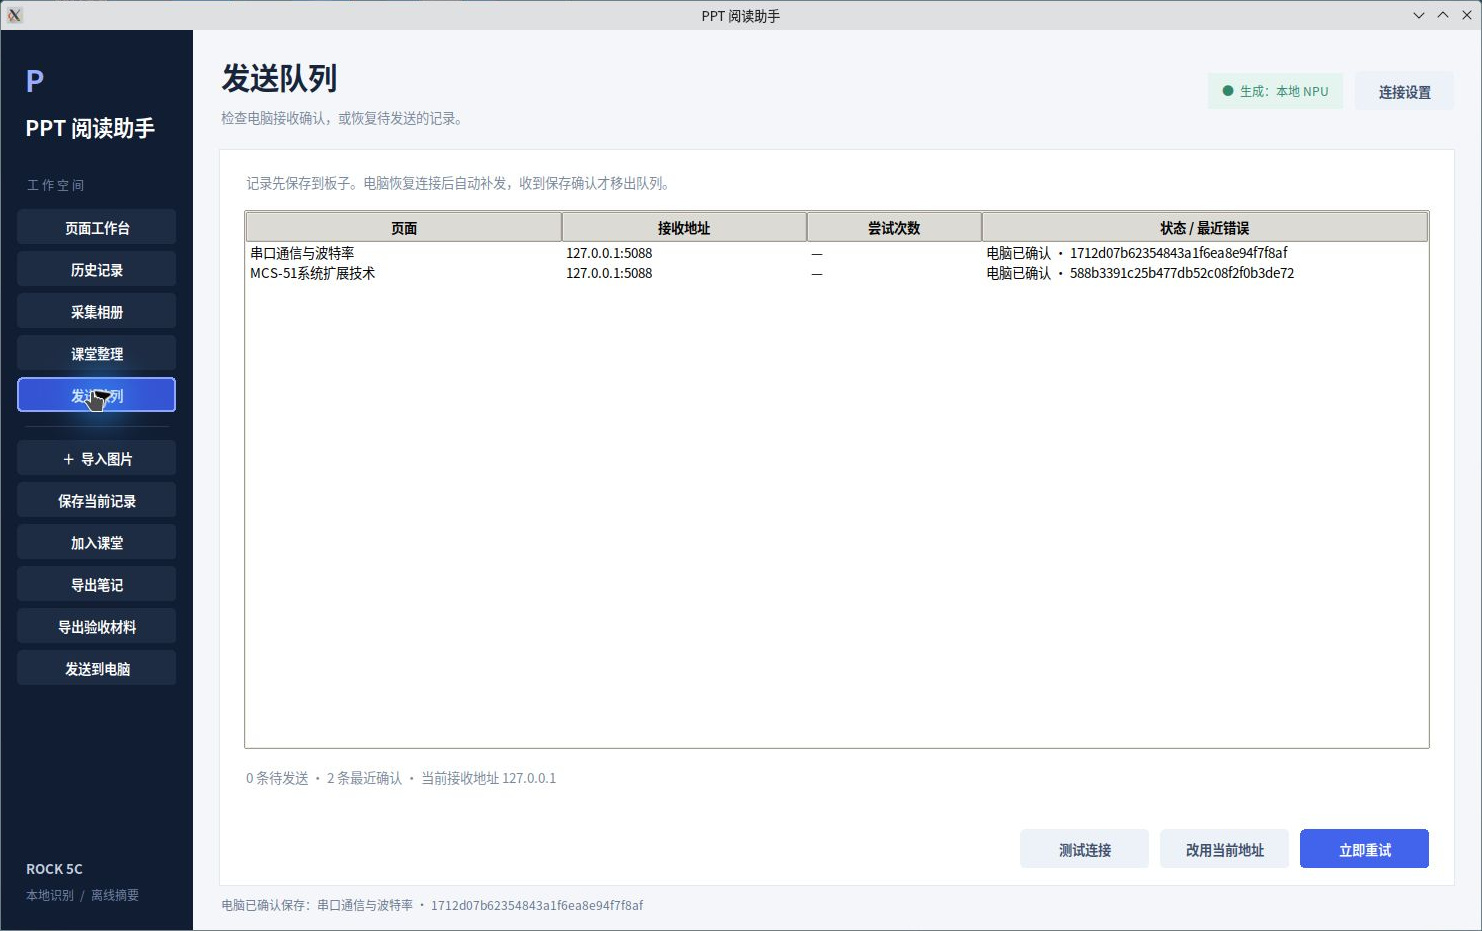 PPT 阅读助手
P
PPT 阅读助手
工作空间
页面工作台
历史记录
采集相册
课堂整理
发送队列
＋ 导入图片
保存当前记录
加入课堂
导出笔记
导出验收材料
发送到电脑
ROCK 5C
本地识别 / 离线摘要
发送队列
检查电脑接收确认，或恢复待发送的记录。
生成：本地 NPU
连接设置
记录先保存到板子。电脑恢复连接后自动补发，收到保存确认才移出队列。
页面 接收地址 尝试次数 状态 / 最近错误
串口通信与波特率 127.0.0.1:5088 — 电脑已确认 · 1712d07b62354843a1f6ea8e94f7f8af
MCS-51系统扩展技术 127.0.0.1:5088 — 电脑已确认 · 588b3391c25b477db52c08f2f0b3de72
0 条待发送 · 2 条最近确认 · 当前接收地址 127.0.0.1
测试连接
改用当前地址
立即重试
电脑已确认保存：串口通信与波特率 · 1712d07b62354843a1f6ea8e94f7f8af